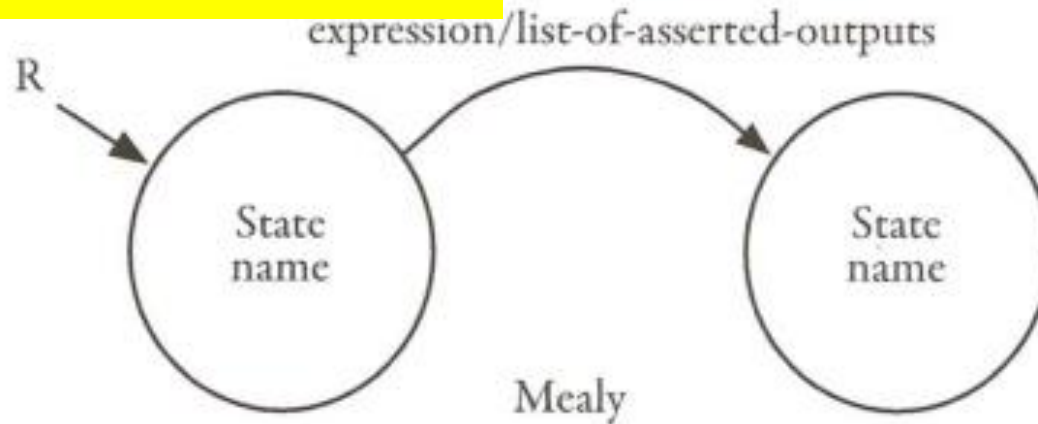 expression/list-of-asserted-outputs
R
State
name
State
name
Mealy